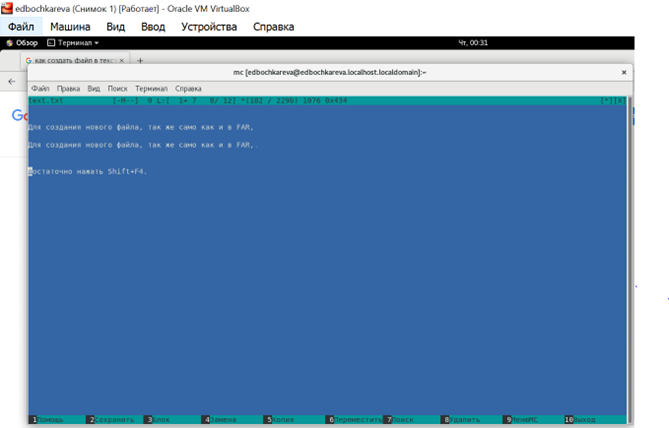 edbochkareva (Снимок 1) [Работает] - Oracle VM VirtualBox
Файл Машина Вид Ввод Устройства Справка
Обзор Терминал Чт, 00:31
как создать файл в текс
mc [edbochkareva@edbochkareva.localhost.localdomain]:~
Файл Правка Вид Поиск Терминал Справка
text.txt [-M--] 0 L:[ 1+ 7 8/ 12] *(182 / 229b) 1076 0x434 [*][X]
Для создания нового файла, так же само как и в FAR,
Для создания нового файла, так же само как и в FAR,.
достаточно нажать Shift+F4.
1Помощь 2Сохранить 3Блок 4Замена 5Копия 6Переместить 7Поиск 8Удалить 9МенюMC 10Выход